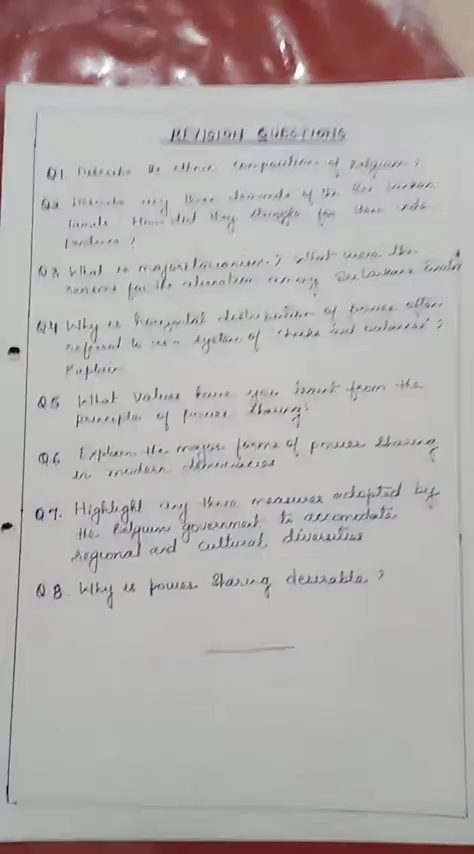 REVISION QUESTIONS
Q1. Describe the ethnic composition of Belgium?
Q2. Describe any three demands of the Sri Lankan
Tamils. How did they struggle for their inde
pendence?
Q3. What is majoritarianism? What were the
reasons for the alienation among Sri Lankans Tamils
Q4 Why is horizontal distribution of power often
referred to as a system of 'checks and balances'?
Explain
Q5 What values have you learnt from the
principle of power sharing?
Q6. Explain the major forms of power sharing
in modern democracies
Q7. Highlight any three measures adopted by
the Belgium government to accomodate
regional and cultural diversities
Q.8. Why is power sharing desirable?